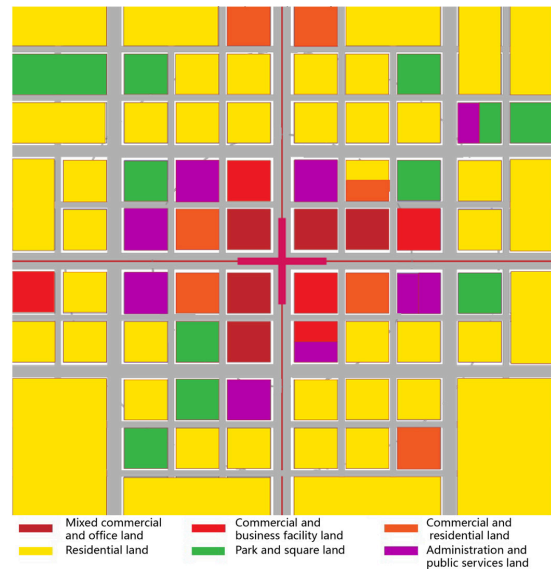 Mixed commercial
and office land
Commercial and
business facility land
Commercial and
residential land
Residential land
Park and square land
Administration and
public services land